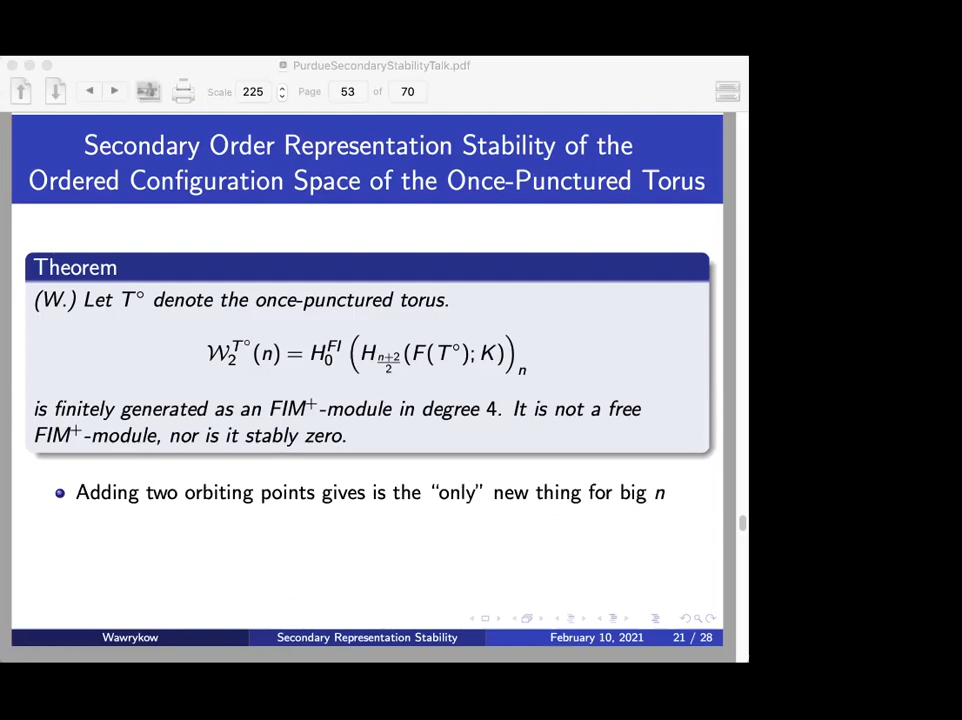 PurdueSecondaryStabilityTalk.pdf
Scale 225 Page 53 of 70
Secondary Order Representation Stability of the
Ordered Configuration Space of the Once-Punctured Torus
Theorem
(W.) Let T° denote the once-punctured torus.
𝒲₂^{T°}(n) = H₀^{FI} (H_{\frac{n+2}{2}}(F(T°); K))_n
is finitely generated as an FIM⁺-module in degree 4. It is not a free
FIM⁺-module, nor is it stably zero.
Adding two orbiting points gives is the “only” new thing for big n
Wawrykow Secondary Representation Stability February 10, 2021 21 / 28